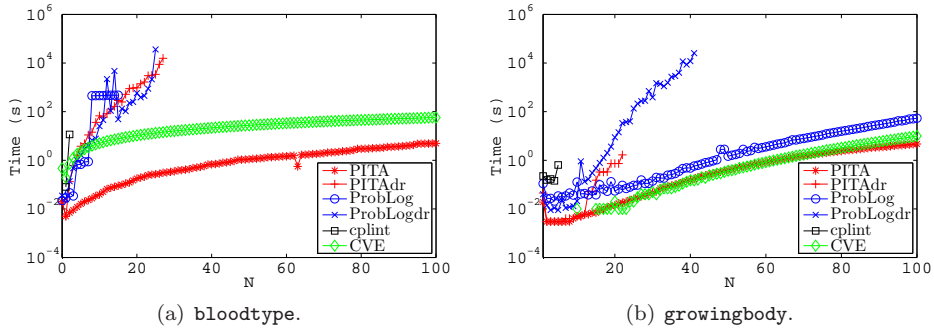 10^6
10^4
10^2
10^0
10^-2
10^-4
Time (s)
0
20
40
60
80
100
N
PITA
PITAdr
ProbLog
ProbLogdr
cplint
CVE
(a) bloodtype.
10^6
10^4
10^2
10^0
10^-2
10^-4
Time (s)
20
40
60
80
100
N
PITA
PITAdr
ProbLog
ProbLogdr
cplint
CVE
(b) growingbody.